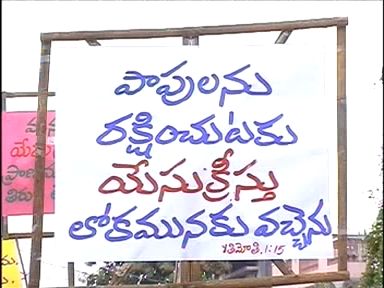 పాపులను
రక్షించుటకు
యేసుక్రీస్తు
లోకమునకు వచ్చెను
1తిమోతి.1:15